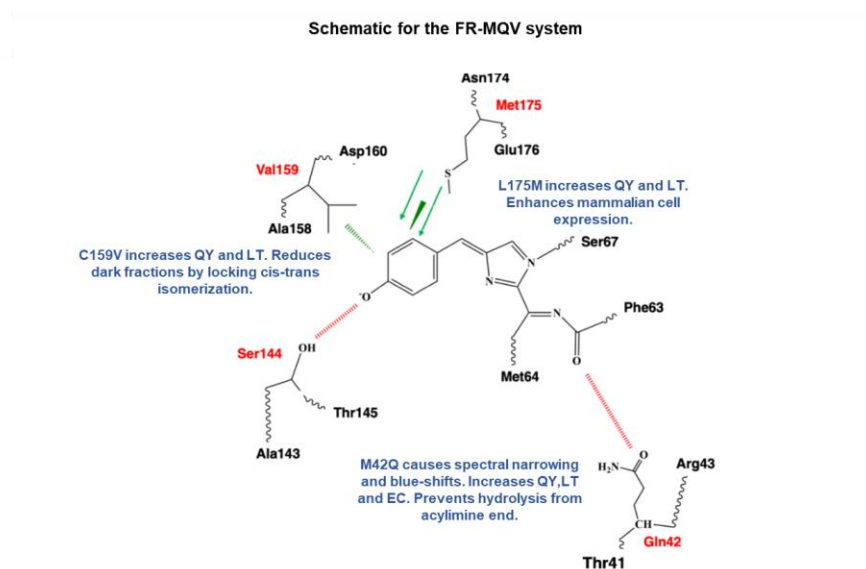 Schematic for the FR-MQV system
Asn174
Met175
Glu176
S
Val159
Asp160
Ala158
L175M increases QY and LT.
Enhances mammalian cell
expression.
C159V increases QY and LT. Reduces
dark fractions by locking cis-trans
isomerization.
Ser67
N
N
-O
N
Phe63
O
Met64
Ser144
OH
Thr145
Ala143
M42Q causes spectral narrowing
and blue-shifts. Increases QY,LT
and EC. Prevents hydrolysis from
acylimine end.
H₂N
O
Arg43
CH
Gln42
Thr41